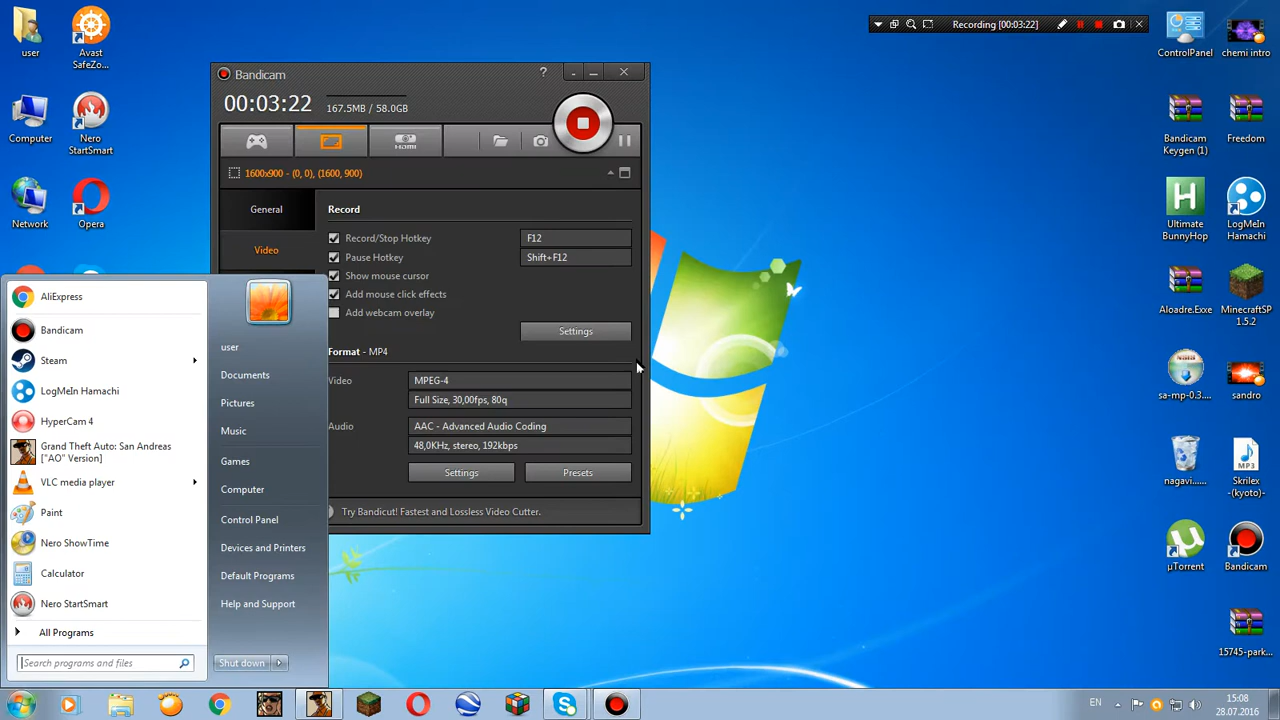 user
Avast SafeZo...
Computer
Nero StartSmart
Network
Opera
Bandicam
?
00:03:22
167.5MB / 58.0GB
HDMI
1600x900 - (0, 0), (1600, 900)
General
Video
Record
Record/Stop Hotkey
F12
Pause Hotkey
Shift+F12
Show mouse cursor
Add mouse click effects
Add webcam overlay
Settings
Format - MP4
Video
MPEG-4
Full Size, 30,00fps, 80q
Audio
AAC - Advanced Audio Coding
48,0KHz, stereo, 192kbps
Settings
Presets
Try Bandicut! Fastest and Lossless Video Cutter.
Recording [00:03:22]
ControlPanel
chemi intro
Bandicam Keygen (1)
Freedom
Ultimate BunnyHop
LogMeIn Hamachi
Aloadre.Exxe
MinecraftSP 1.5.2
sa-mp-0.3....
sandro
nagavi......
MP3
Skrilex -(kyoto)-
µTorrent
Bandicam
15745-park...
AliExpress
Bandicam
Steam
LogMeIn Hamachi
HyperCam 4
Grand Theft Auto: San Andreas
["AO" Version]
VLC media player
Paint
Nero ShowTime
Calculator
Nero StartSmart
All Programs
Search programs and files
user
Documents
Pictures
Music
Games
Computer
Control Panel
Devices and Printers
Default Programs
Help and Support
Shut down
EN
15:08
28.07.2016